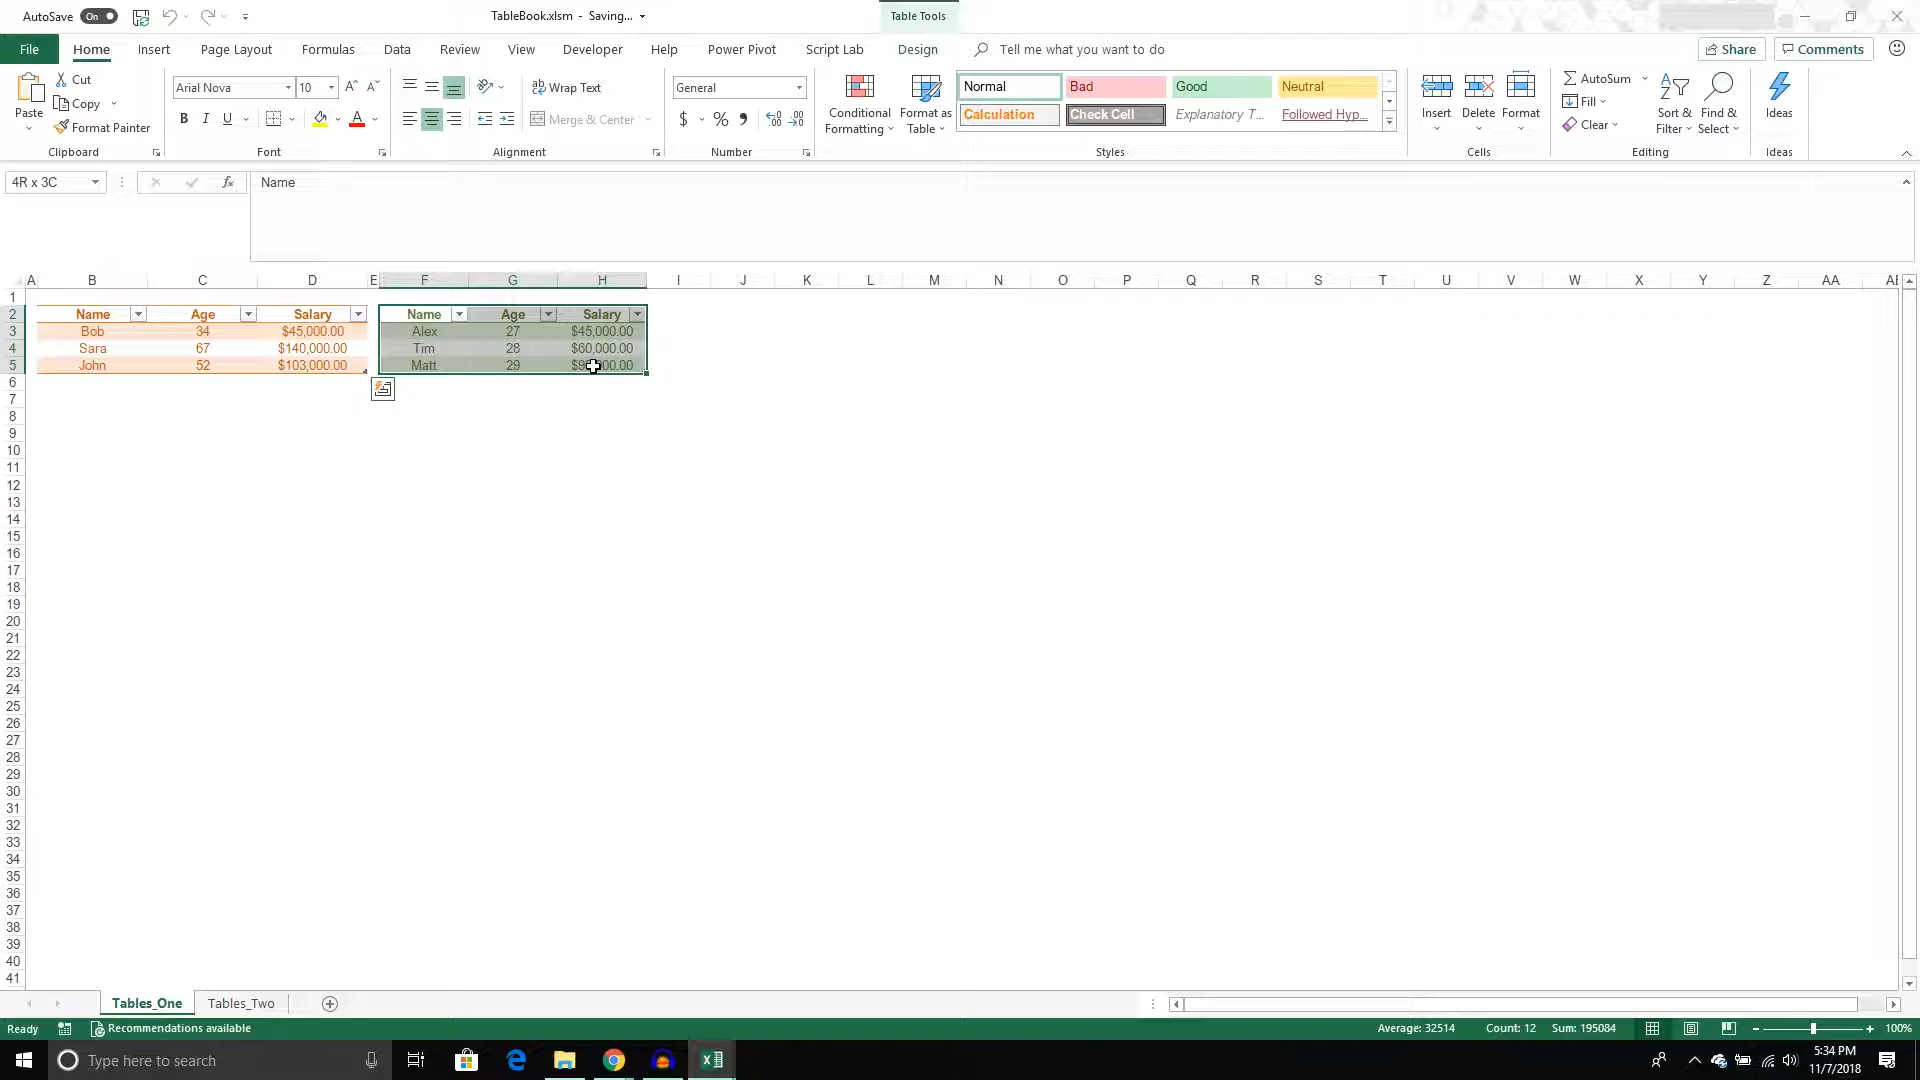 AutoSave On TableBook.xlsm - Saving... Table Tools
File Home Insert Page Layout Formulas Data Review View Developer Help Power Pivot Script Lab Design Tell me what you want to do Share Comments
Paste Cut
Copy
Format Painter
Clipboard
Arial Nova 10
B I U A
Font
Wrap Text
Merge & Center
Alignment
General
$ %
Number
Conditional Formatting
Format as Table
Normal Bad Good Neutral
Calculation Check Cell Explanatory T... Followed Hyp...
Styles
Insert Delete Format
Cells
AutoSum
Fill
Clear
Sort & Filter
Find & Select
Editing
Ideas
Ideas
4R x 3C fx Name
A B C D E F G H I J K L M N O P Q R S T U V W X Y Z AA
1
2 Name Age Salary Name Age Salary
3 Bob 34 $45,000.00 Alex 27 $45,000.00
4 Sara 67 $140,000.00 Tim 28 $60,000.00
5 John 52 $103,000.00 Matt 29
6
7
8
9
10
11
12
13
14
15
16
17
18
19
20
21
22
23
24
25
26
27
28
29
30
31
32
33
34
35
36
37
38
39
40
41
Tables_One Tables_Two
Ready Recommendations available Average: 32514 Count: 12 Sum: 195084 100%
Type here to search
5:34 PM
11/7/2018